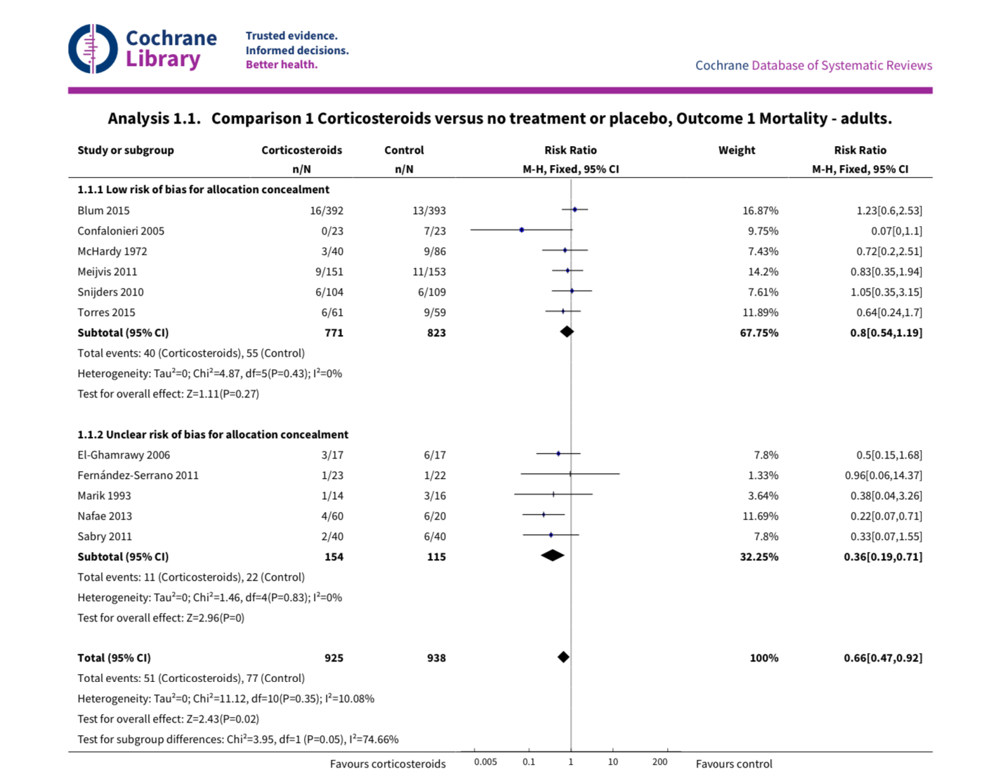 Cochrane Library
Trusted evidence.
Informed decisions.
Better health.
Cochrane Database of Systematic Reviews
Analysis 1.1. Comparison 1 Corticosteroids versus no treatment or placebo, Outcome 1 Mortality - adults.
Study or subgroup Corticosteroids Control Risk Ratio Weight Risk Ratio
n/N n/N M-H, Fixed, 95% CI M-H, Fixed, 95% CI
1.1.1 Low risk of bias for allocation concealment
Blum 2015 16/392 13/393 16.87% 1.23[0.6,2.53]
Confalonieri 2005 0/23 7/23 9.75% 0.07[0,1.1]
McHardy 1972 3/40 9/86 7.43% 0.72[0.2,2.51]
Meijvis 2011 9/151 11/153 14.2% 0.83[0.35,1.94]
Snijders 2010 6/104 6/109 7.61% 1.05[0.35,3.15]
Torres 2015 6/61 9/59 11.89% 0.64[0.24,1.7]
Subtotal (95% CI) 771 823 67.75% 0.8[0.54,1.19]
Total events: 40 (Corticosteroids), 55 (Control)
Heterogeneity: Tau²=0; Chi²=4.87, df=5(P=0.43); I²=0%
Test for overall effect: Z=1.11(P=0.27)
1.1.2 Unclear risk of bias for allocation concealment
El-Ghamrawy 2006 3/17 6/17 7.8% 0.5[0.15,1.68]
Fernández-Serrano 2011 1/23 1/22 1.33% 0.96[0.06,14.37]
Marik 1993 1/14 3/16 3.64% 0.38[0.04,3.26]
Nafae 2013 4/60 6/20 11.69% 0.22[0.07,0.71]
Sabry 2011 2/40 6/40 7.8% 0.33[0.07,1.55]
Subtotal (95% CI) 154 115 32.25% 0.36[0.19,0.71]
Total events: 11 (Corticosteroids), 22 (Control)
Heterogeneity: Tau²=0; Chi²=1.46, df=4(P=0.83); I²=0%
Test for overall effect: Z=2.96(P=0)
Total (95% CI) 925 938 100% 0.66[0.47,0.92]
Total events: 51 (Corticosteroids), 77 (Control)
Heterogeneity: Tau²=0; Chi²=11.12, df=10(P=0.35); I²=10.08%
Test for overall effect: Z=2.43(P=0.02)
Test for subgroup differences: Chi²=3.95, df=1 (P=0.05), I²=74.66%
Favours corticosteroids 0.005 0.1 1 10 200 Favours control